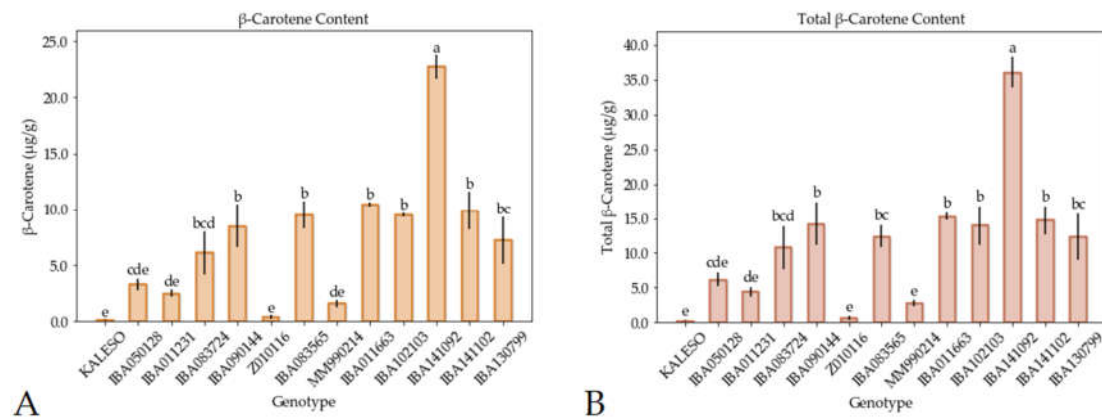 β-Carotene Content
25.0
20.0
15.0
10.0
5.0
0.0
β-Carotene (μg/g)
e
cde
de
bcd
b
e
b
de
b
b
a
b
bc
KALESO
IBA050128
IBA011231
IBA083724
IBA090144
Z010116
IBA083565
MM990214
IBA011663
IBA102103
IBA141092
IBA141102
IBA130799
Genotype
A
Total β-Carotene Content
40.0
35.0
30.0
25.0
20.0
15.0
10.0
5.0
0.0
Total β-Carotene (μg/g)
e
cde
de
bcd
b
e
bc
e
b
b
a
b
bc
KALESO
IBA050128
IBA011231
IBA083724
IBA090144
Z010116
IBA083565
MM990214
IBA011663
IBA102103
IBA141092
IBA141102
IBA130799
Genotype
B